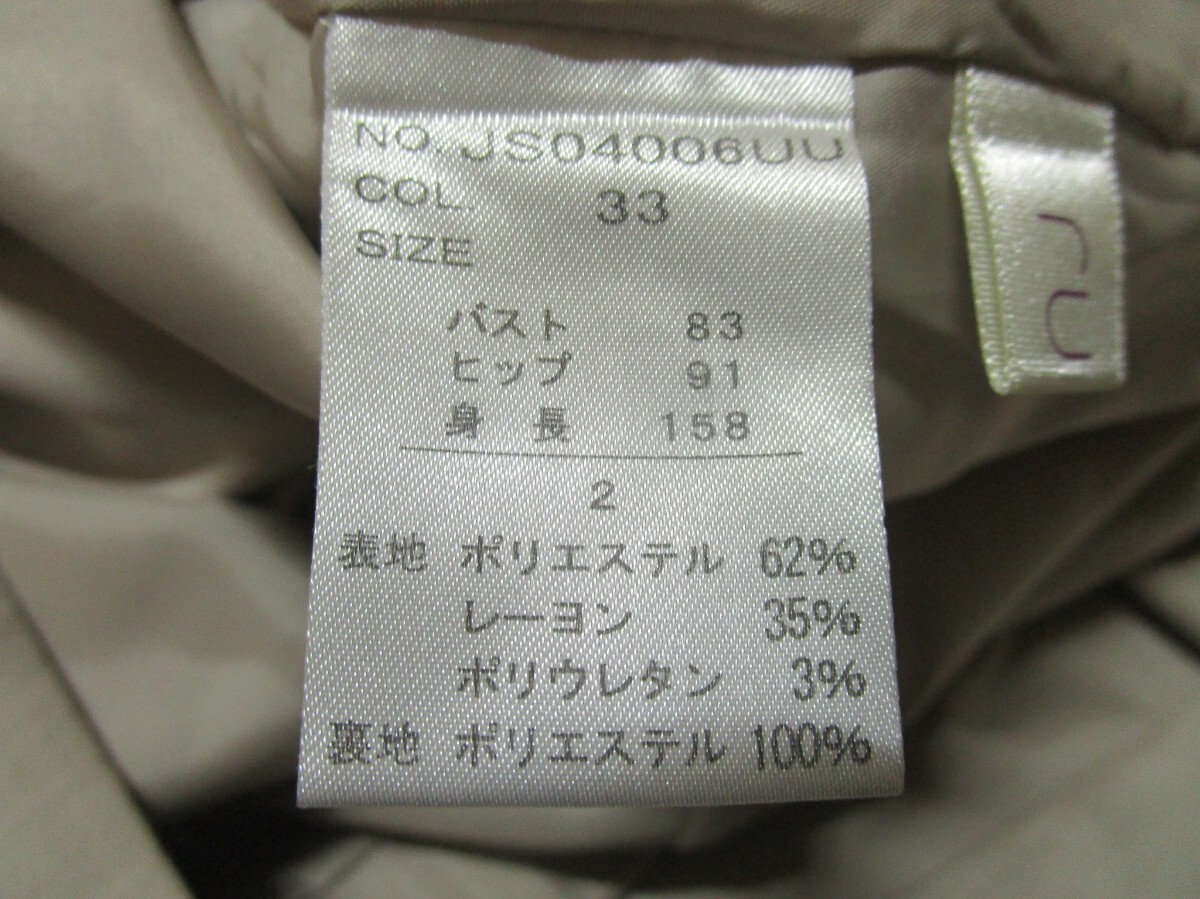 NO. JS04006UU
COL. 33
SIZE
バスト 83
ヒップ 91
身長 158
2
表地 ポリエステル 62%
レーヨン 35%
ポリウレタン 3%
裏地 ポリエステル 100%
ru